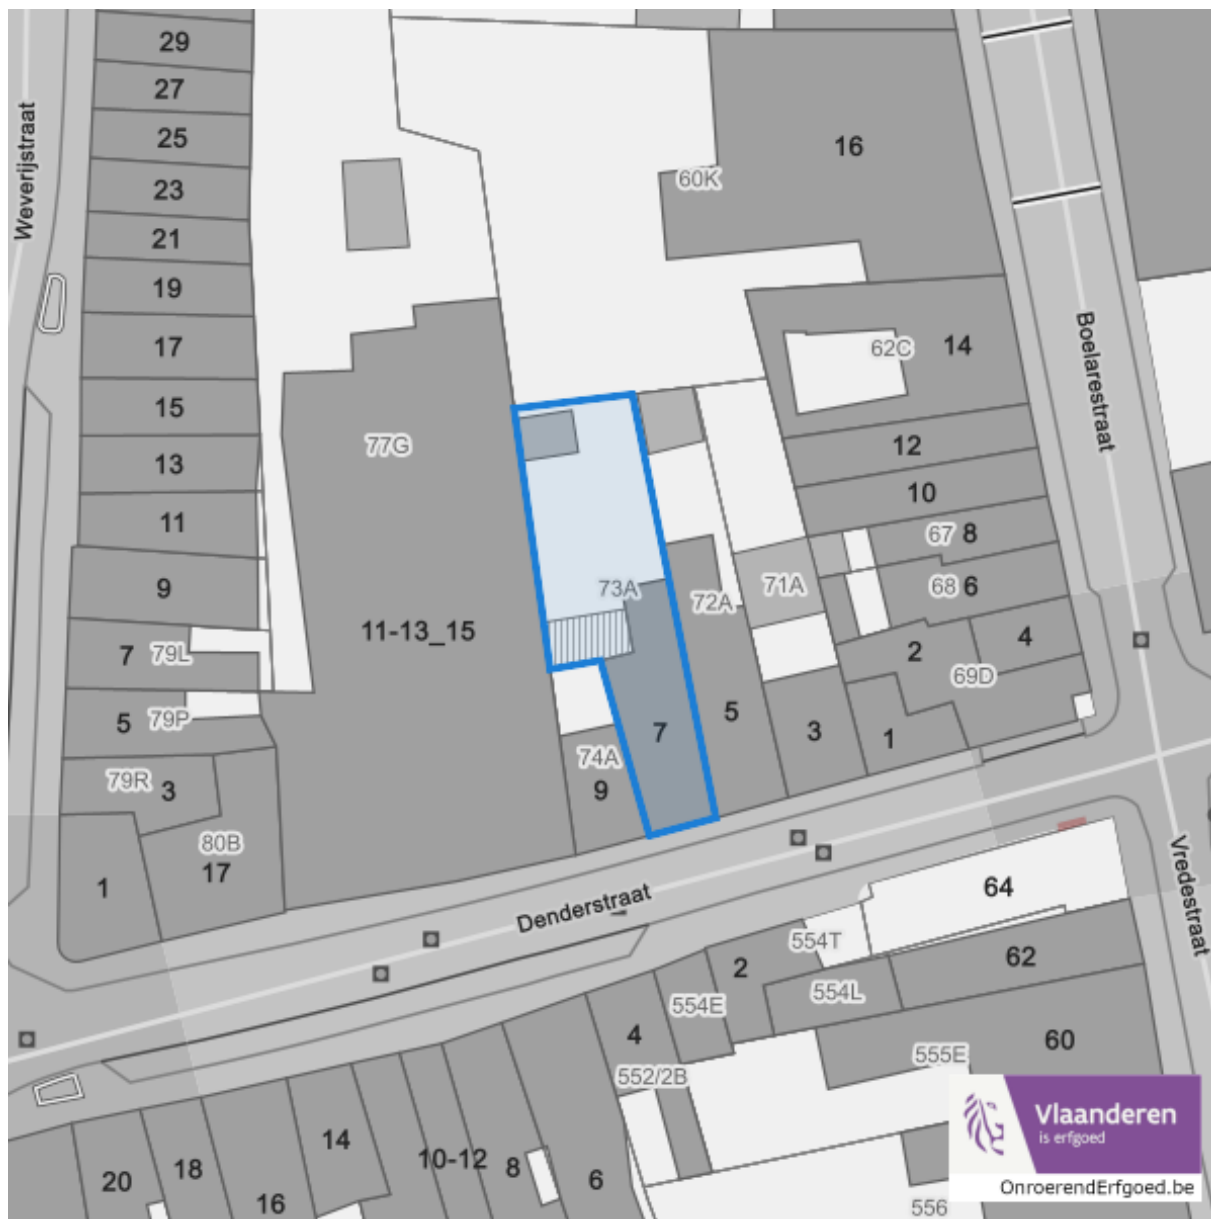 29
27
25
23
21
19
17
15
13
11
9
7
79L
5
79P
79R
3
80B
17
1
Weverijstraat
77G
11-13_15
60K
16
62C
14
12
10
67
8
68
6
4
2
69D
1
3
71A
72A
5
73A
7
74A
9
Boelarestraat
Denderstraat
Vredestraat
64
554T
62
2
554L
554E
4
60
555E
552/2B
14
10-12
8
6
20
18
16
556
Vlaanderen
is erfgoed
OnroerendErfgoed.be